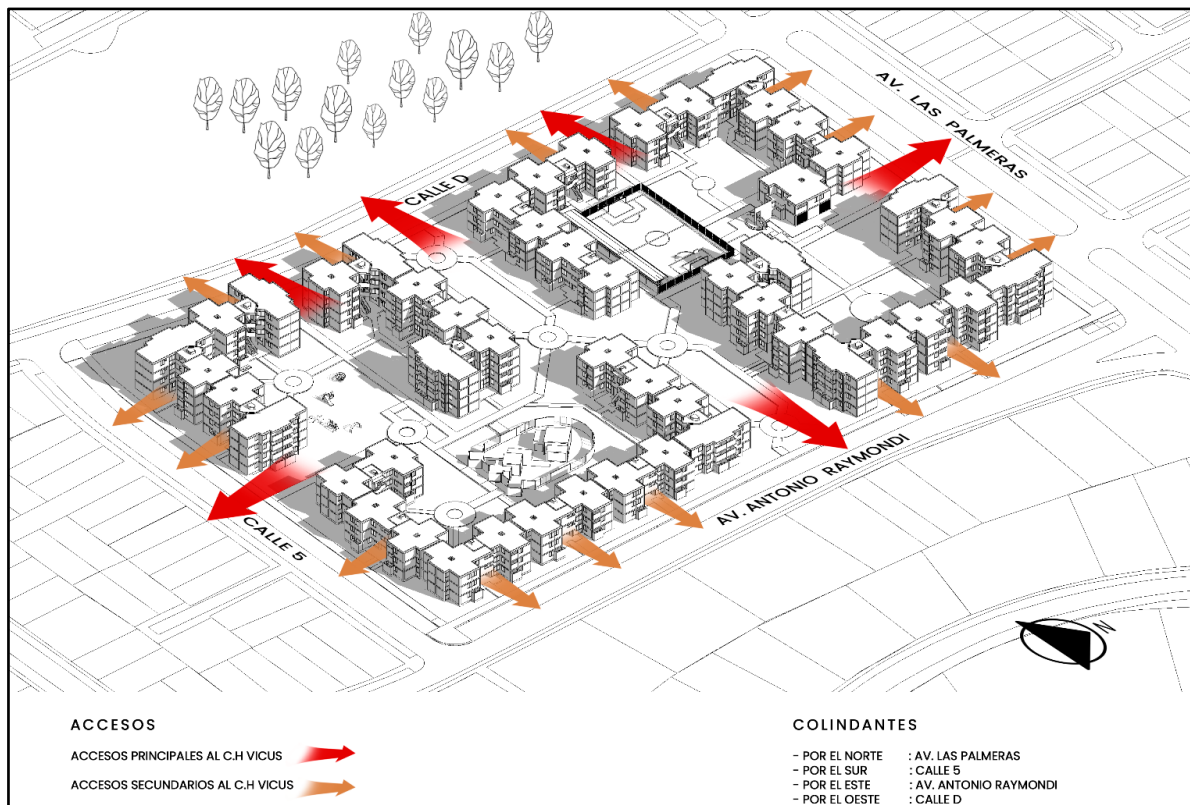 AV. LAS PALMERAS
CALLE D
AV. ANTONIO RAYMONDI
CALLE 5
N
ACCESOS
ACCESOS PRINCIPALES AL C.H VICUS
ACCESOS SECUNDARIOS AL C.H VICUS
COLINDANTES
- POR EL NORTE : AV. LAS PALMERAS
- POR EL SUR : CALLE 5
- POR EL ESTE : AV. ANTONIO RAYMONDI
- POR EL OESTE : CALLE D